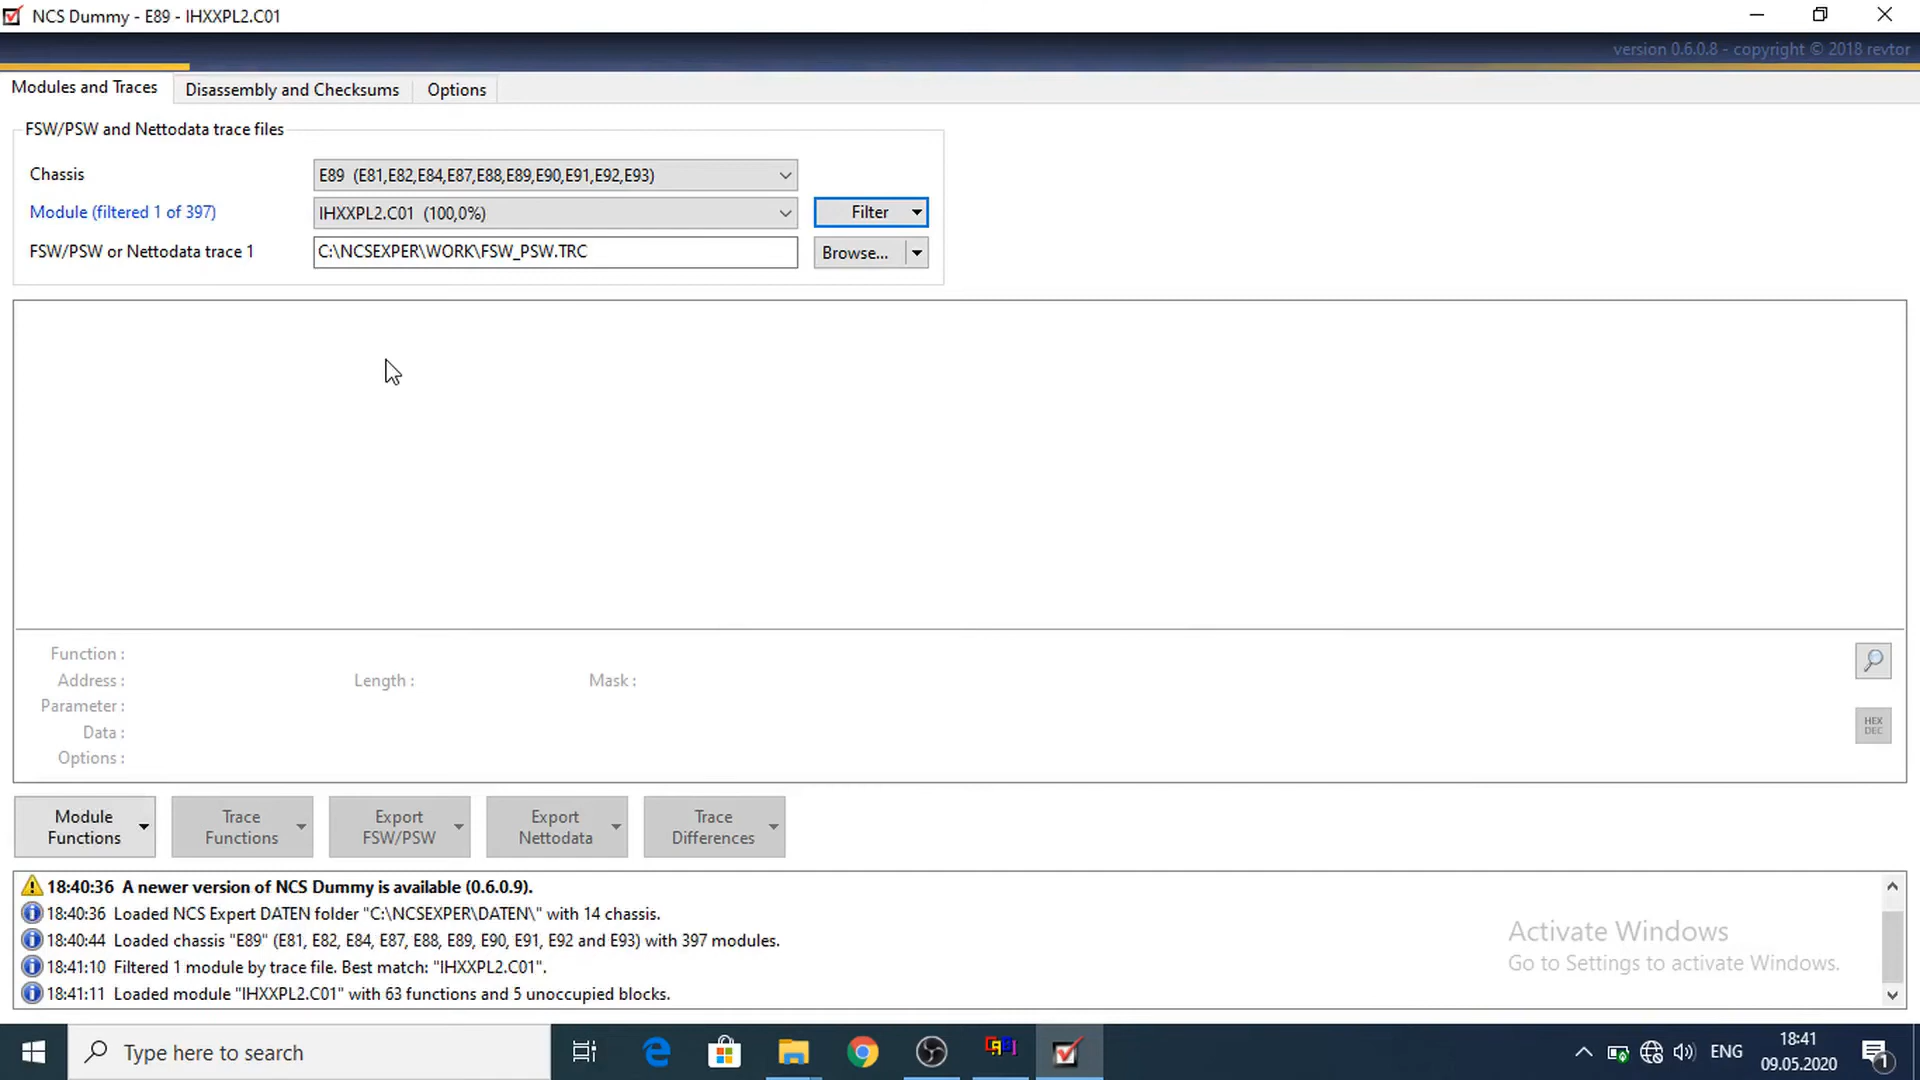 NCS Dummy - E89 - IHXXPL2.C01
version 0.6.0.8 - copyright © 2018 revtor
Modules and Traces
Disassembly and Checksums
Options
FSW/PSW and Nettodata trace files
Chassis
E89 (E81,E82,E84,E87,E88,E89,E90,E91,E92,E93)
Module (filtered 1 of 397)
IHXXPL2.C01 (100,0%)
Filter
FSW/PSW or Nettodata trace 1
C:\NCSEXPER\WORK\FSW_PSW.TRC
Browse...
Function :
Address :
Length :
Mask :
Parameter :
Data :
Options :
HEX
DEC
Module
Functions
Trace
Functions
Export
FSW/PSW
Export
Nettodata
Trace
Differences
18:40:36 A newer version of NCS Dummy is available (0.6.0.9).
18:40:36 Loaded NCS Expert DATEN folder "C:\NCSEXPER\DATEN\" with 14 chassis.
18:40:44 Loaded chassis "E89" (E81, E82, E84, E87, E88, E89, E90, E91, E92 and E93) with 397 modules.
18:41:10 Filtered 1 module by trace file. Best match: "IHXXPL2.C01".
18:41:11 Loaded module "IHXXPL2.C01" with 63 functions and 5 unoccupied blocks.
Activate Windows
Go to Settings to activate Windows.
Type here to search
ENG
18:41
09.05.2020
1